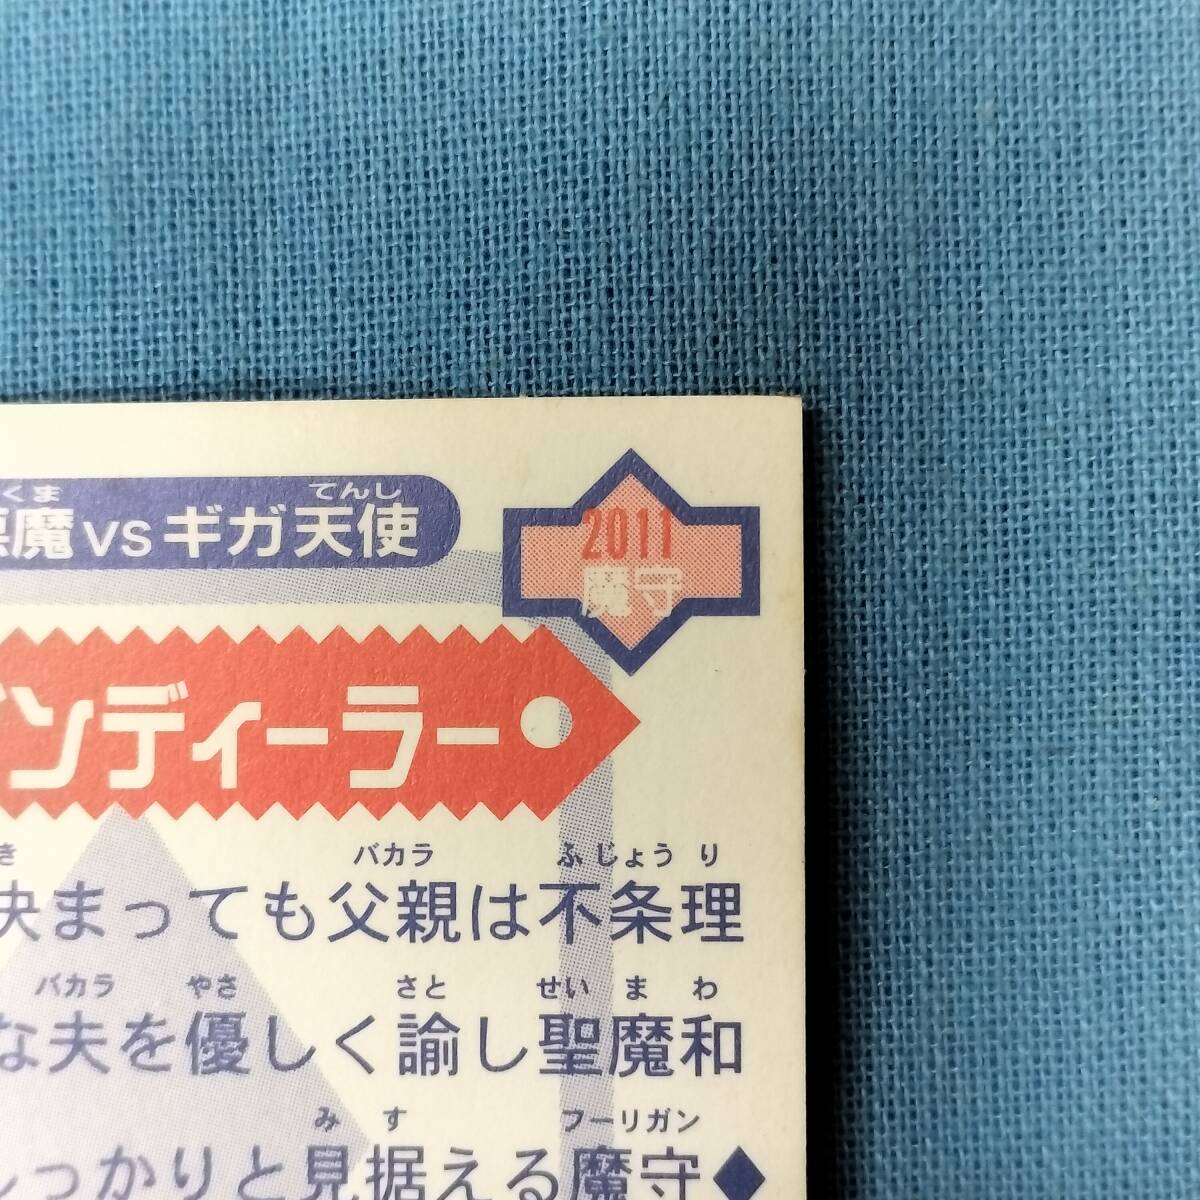 くま てんし
悪魔VSギガ天使
2011
魔守
ンディーラー
き バカラ ふじょうり
決まっても父親は不条理
バカラ やさ さと せいまわ
な夫を優しく諭し聖魔和
みす フーリガン
しっかりと見据える魔守◆